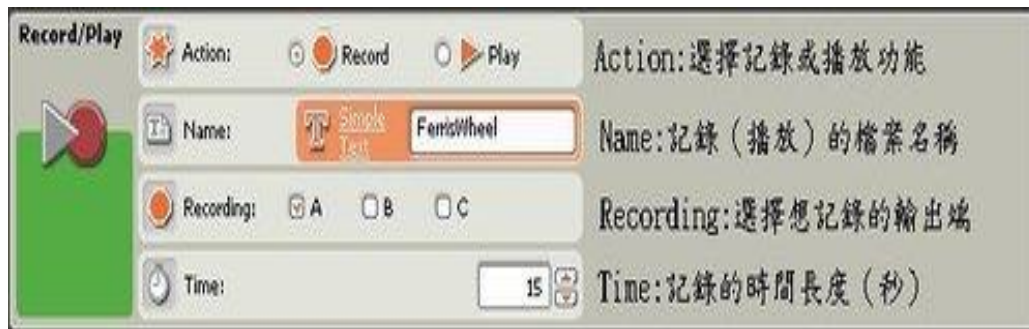 Record/Play
Action: Record Play
Action:選擇記錄或播放功能
Name: T Simple Text FerrisWheel
Name:記錄(播放)的檔案名稱
Recording: A B C
Recording:選擇想記錄的輸出端
Time: 15
Time:記錄的時間長度(秒)